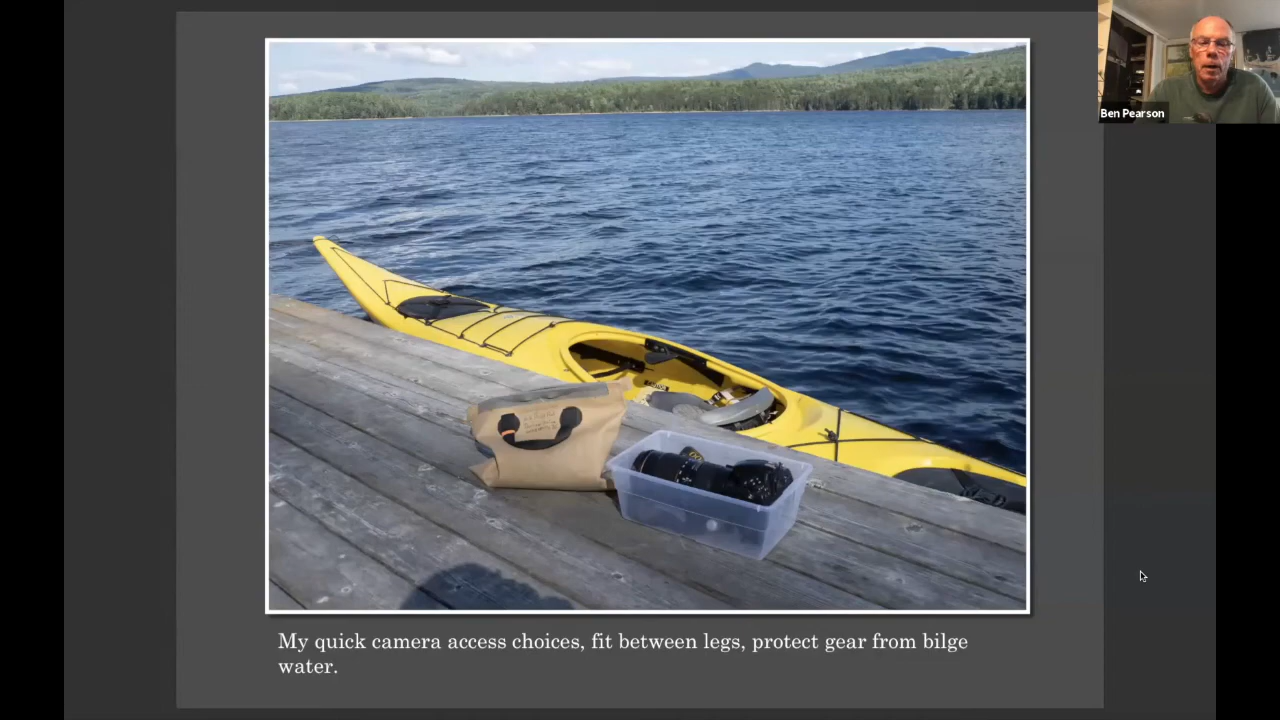 Ben Pearson
My quick camera access choices, fit between legs, protect gear from bilge
water.